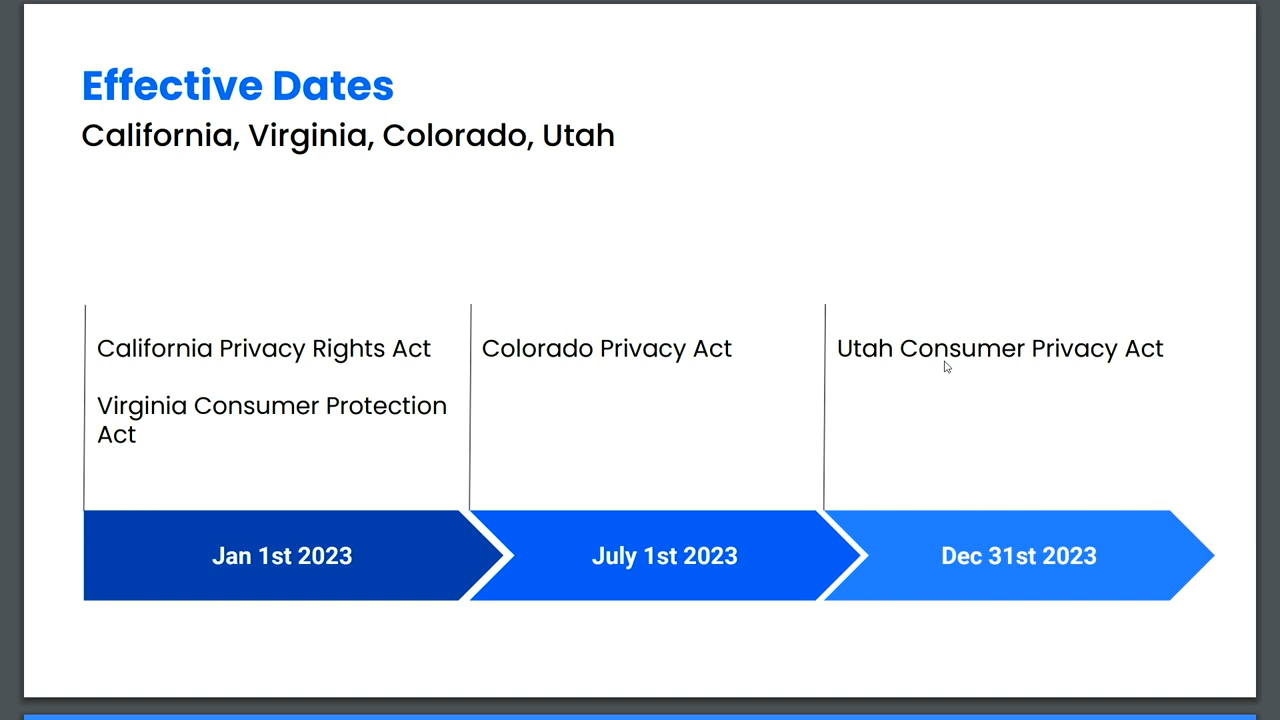 Effective Dates
California, Virginia, Colorado, Utah
California Privacy Rights Act
Virginia Consumer Protection
Act
Colorado Privacy Act
Utah Consumer Privacy Act
Jan 1st 2023
July 1st 2023
Dec 31st 2023